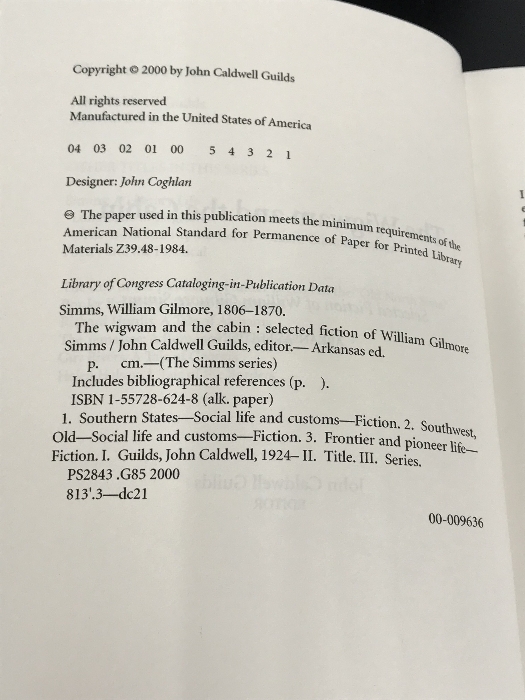 Copyright © 2000 by John Caldwell Guilds
All rights reserved
Manufactured in the United States of America
04 03 02 01 00 5 4 3 2 1
Designer: John Coghlan
♾ The paper used in this publication meets the minimum requirements of the
American National Standard for Permanence of Paper for Printed Library
Materials Z39.48-1984.
Library of Congress Cataloging-in-Publication Data
Simms, William Gilmore, 1806–1870.
The wigwam and the cabin : selected fiction of William Gilmore
Simms / John Caldwell Guilds, editor.— Arkansas ed.
p. cm.—(The Simms series)
Includes bibliographical references (p. ).
ISBN 1-55728-624-8 (alk. paper)
1. Southern States—Social life and customs—Fiction. 2. Southwest,
Old—Social life and customs—Fiction. 3. Frontier and pioneer life—
Fiction. I. Guilds, John Caldwell, 1924– II. Title. III. Series.
PS2843 .G85 2000
813'.3—dc21
00-009636